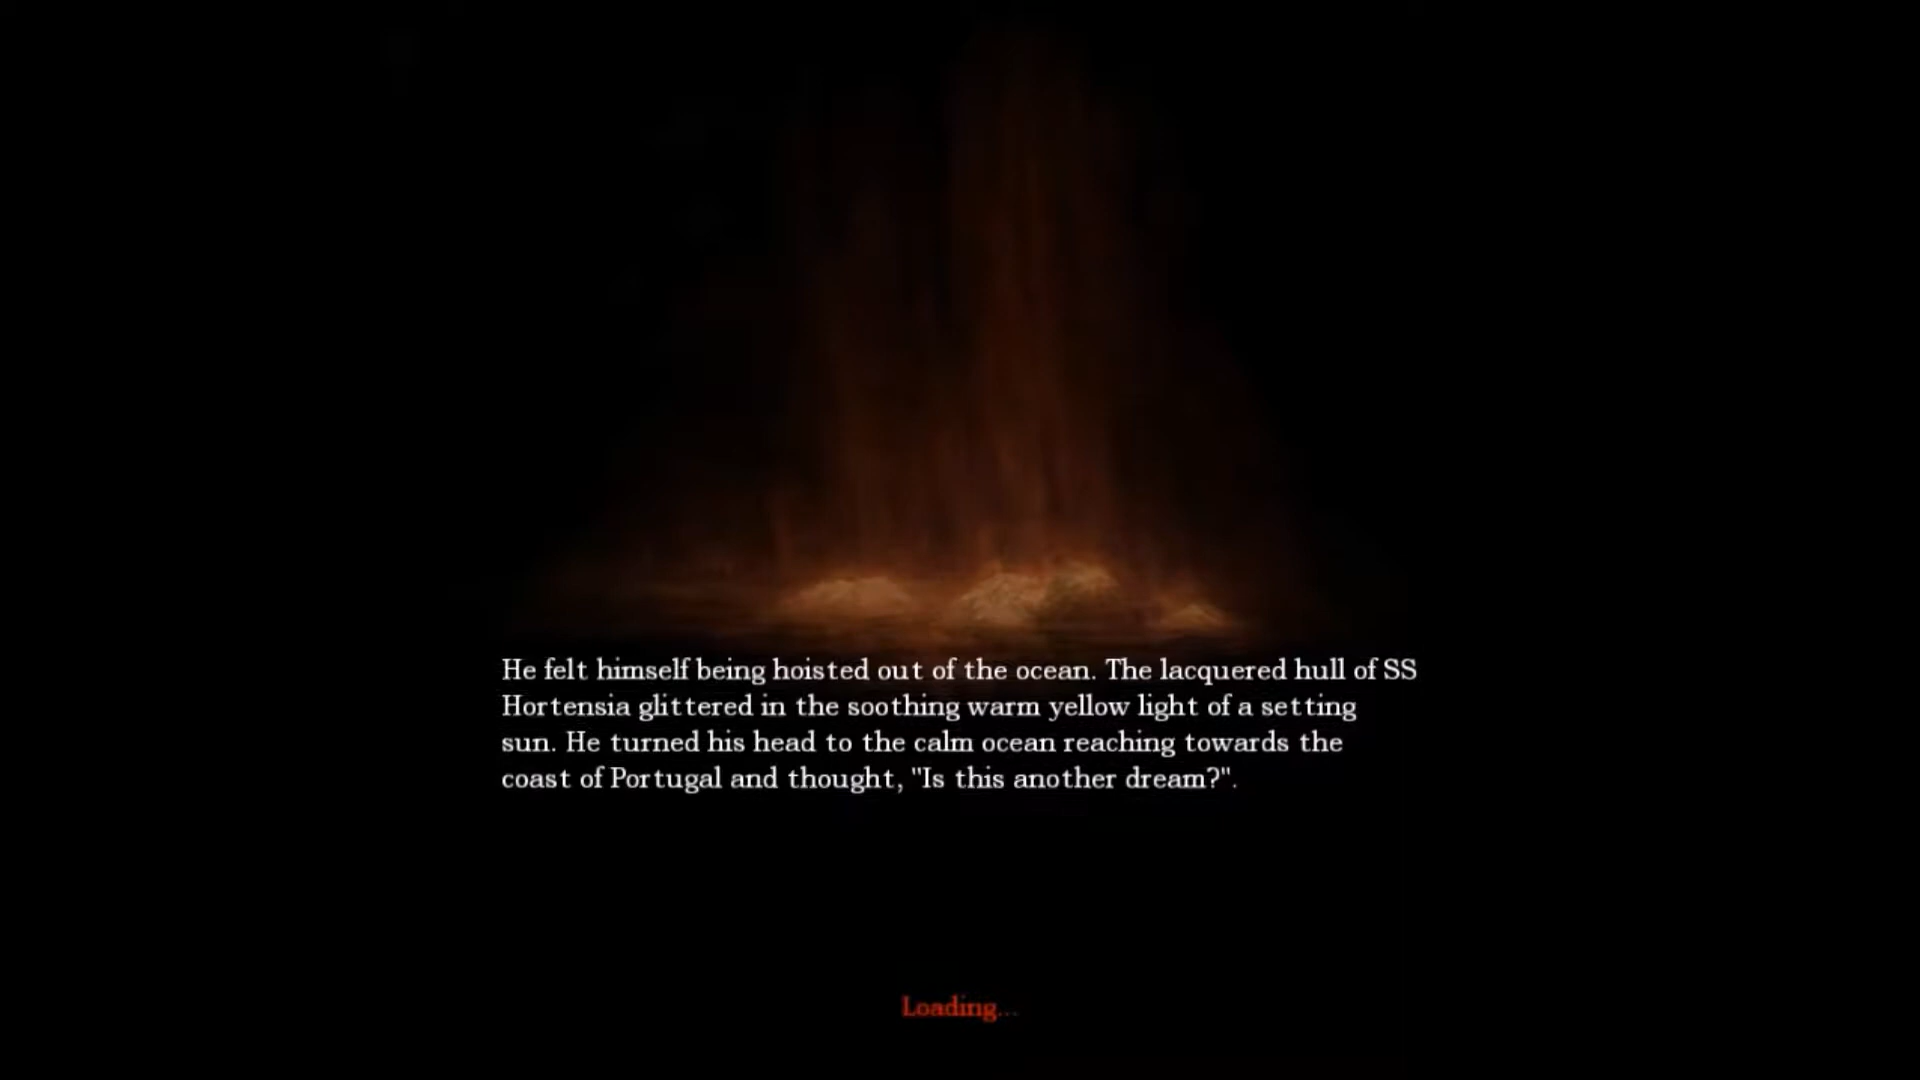 He felt himself being hoisted out of the ocean. The lacquered hull of SS
Hortensia glittered in the soothing warm yellow light of a setting
sun. He turned his head to the calm ocean reaching towards the
coast of Portugal and thought, "Is this another dream?".
Loading...